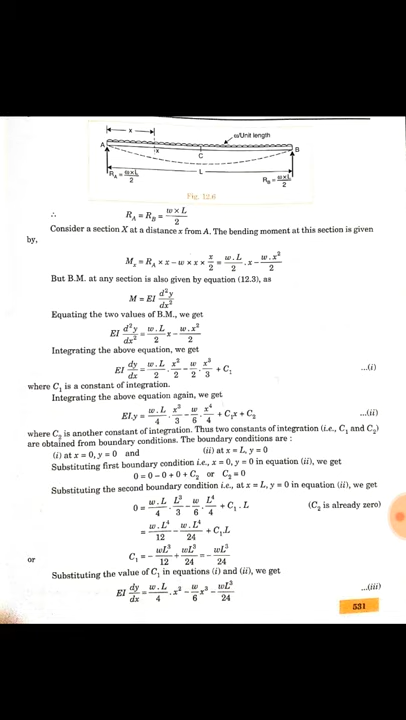 x
ω/Unit length
A x C B
L
R_A = ω×L/2
R_B = ω×L/2
Fig. 12.6
∴ R_A = R_B = w × L / 2
Consider a section X at a distance x from A. The bending moment at this section is given
by,
M_x = R_A × x − w × x × x/2 = w.L/2 . x − w.x²/2
But B.M. at any section is also given by equation (12.3), as
M = EI d²y/dx²
Equating the two values of B.M., we get
EI d²y/dx² = w.L/2 x − w.x²/2
Integrating the above equation, we get
EI dy/dx = w.L/2 . x²/2 − w/2 . x³/3 + C₁ ...(i)
where C₁ is a constant of integration.
Integrating the above equation again, we get
EI.y = w.L/4 . x³/3 − w/6 . x⁴/4 + C₁x + C₂ ...(ii)
where C₂ is another constant of integration. Thus two constants of integration (i.e., C₁ and C₂)
are obtained from boundary conditions. The boundary conditions are :
(i) at x = 0, y = 0 and (ii) at x = L, y = 0
Substituting first boundary condition i.e., x = 0, y = 0 in equation (ii), we get
0 = 0 − 0 + 0 + C₂ or C₂ = 0
Substituting the second boundary condition i.e., at x = L, y = 0 in equation (ii), we get
0 = w.L/4 . L³/3 − w/6 . L⁴/4 + C₁ . L (C₂ is already zero)
= w.L⁴/12 − w.L⁴/24 + C₁.L
or C₁ = − wL³/12 + wL³/24 = − wL³/24
Substituting the value of C₁ in equations (i) and (ii), we get
EI dy/dx = w.L/4 . x² − w/6 x³ − wL³/24 ...(iii)
531